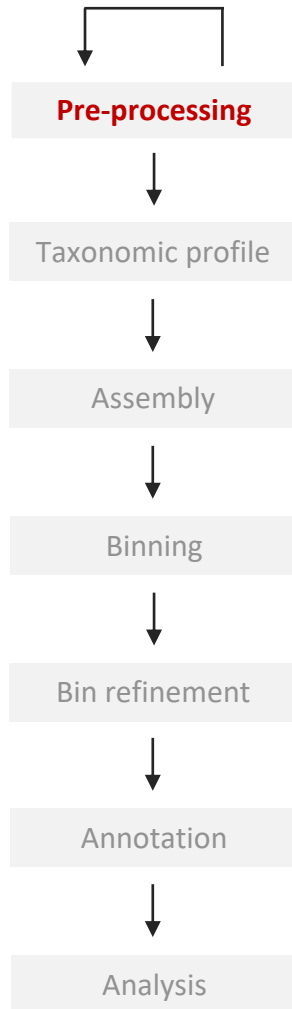 Pre-processing
Taxonomic profile
Assembly
Binning
Bin refinement
Annotation
Analysis